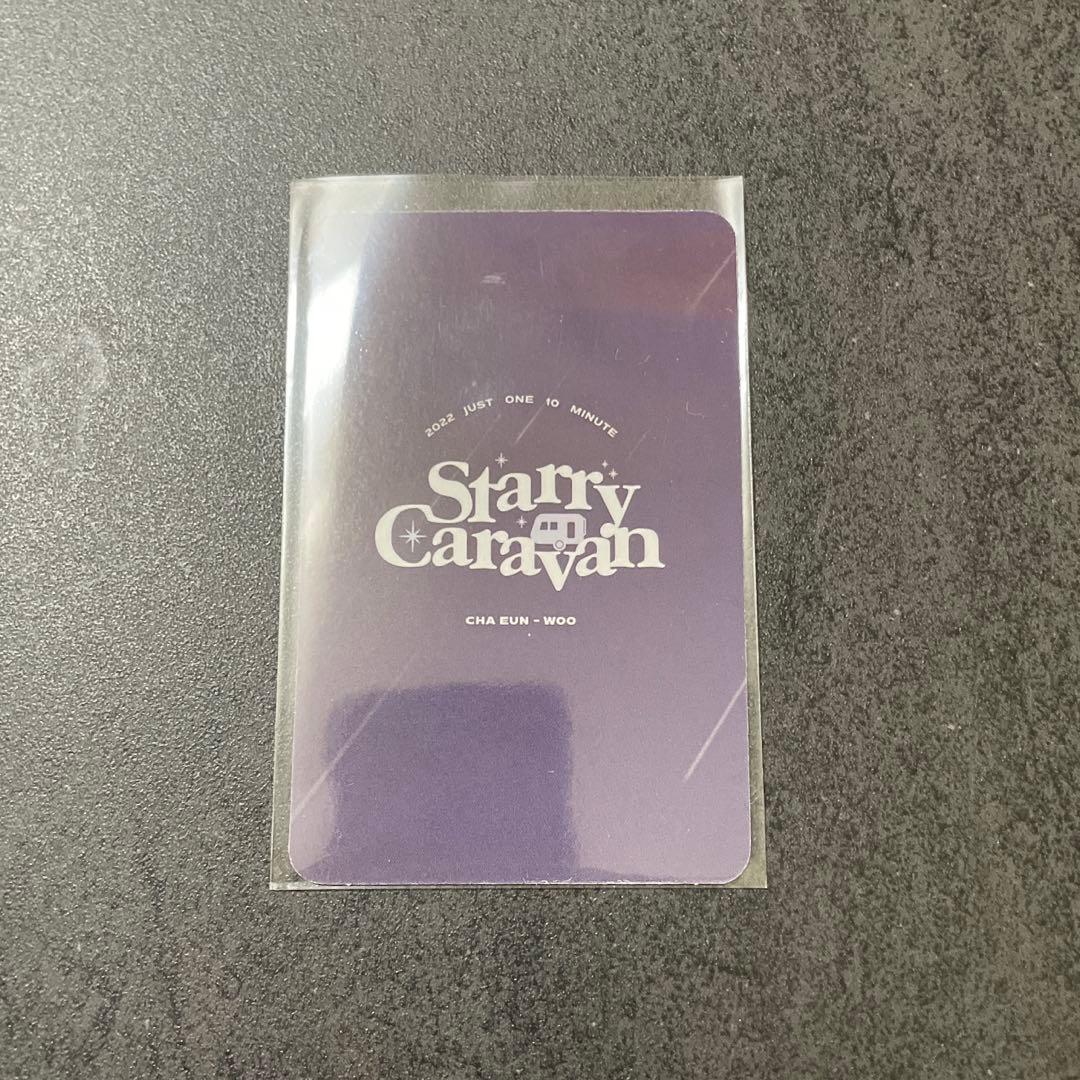 2022 JUST ONE 10 MINUTE
Starry
Caravan
CHA EUN - WOO